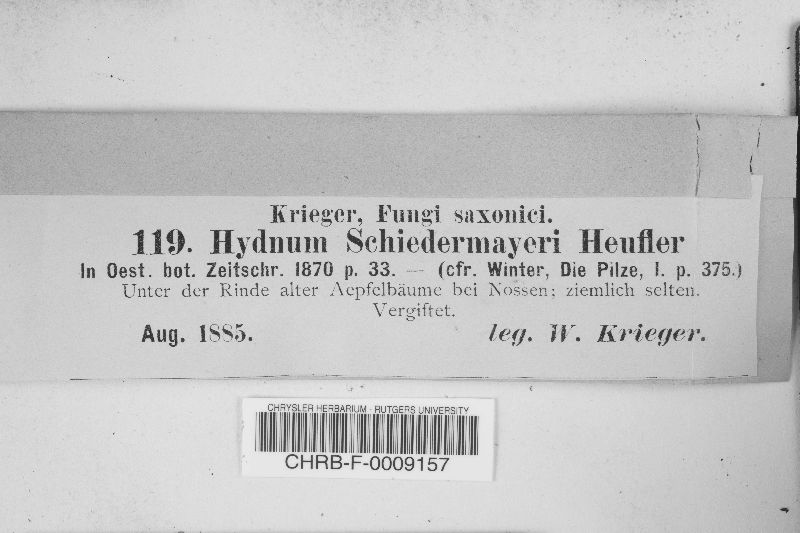 Krieger, Fungi saxonici.
119. Hydnum Schiedermayeri Heufler
In Oest. bot. Zeitschr. 1870 p. 33. — (cfr. Winter, Die Pilze, I. p. 375.)
Unter der Rinde alter Aepfelbäume bei Nossen; ziemlich selten.
Vergiftet.
Aug. 1885. leg. W. Krieger.
CHRYSLER HERBARIUM - RUTGERS UNIVERSITY
CHRB-F-0009157